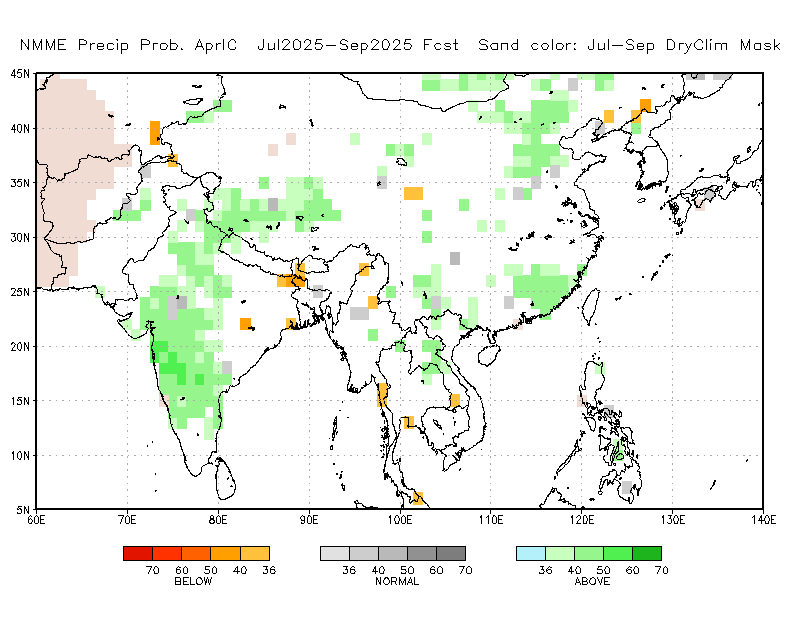 NMME Precip Prob. AprIC Jul2025-Sep2025 Fcst Sand color: Jul-Sep DryClim Mask
45N
40N
35N
30N
25N
20N
15N
10N
5N
60E 70E 80E 90E 100E 110E 120E 130E 140E
70 60 50 40 36 36 40 50 60 70 36 40 50 60 70
BELOW NORMAL ABOVE